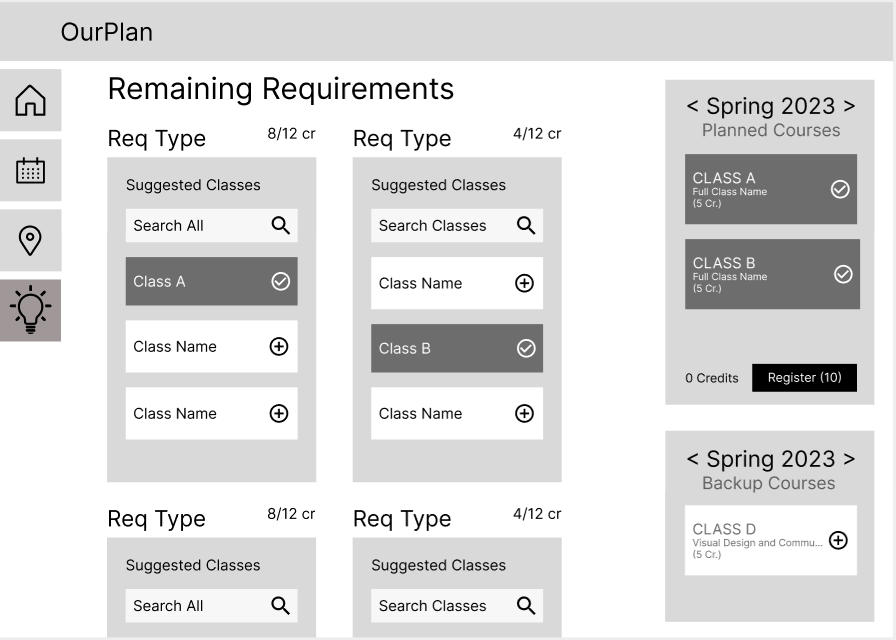 OurPlan
Remaining Requirements
Req Type 8/12 cr
Suggested Classes
Search All
Class A
Class Name
Class Name
Req Type 4/12 cr
Suggested Classes
Search Classes
Class Name
Class B
Class Name
Req Type 8/12 cr
Suggested Classes
Search All
Req Type 4/12 cr
Suggested Classes
Search Classes
< Spring 2023 >
Planned Courses
CLASS A
Full Class Name
(5 Cr.)
CLASS B
Full Class Name
(5 Cr.)
0 Credits Register (10)
< Spring 2023 >
Backup Courses
CLASS D
Visual Design and Commu...
(5 Cr.)